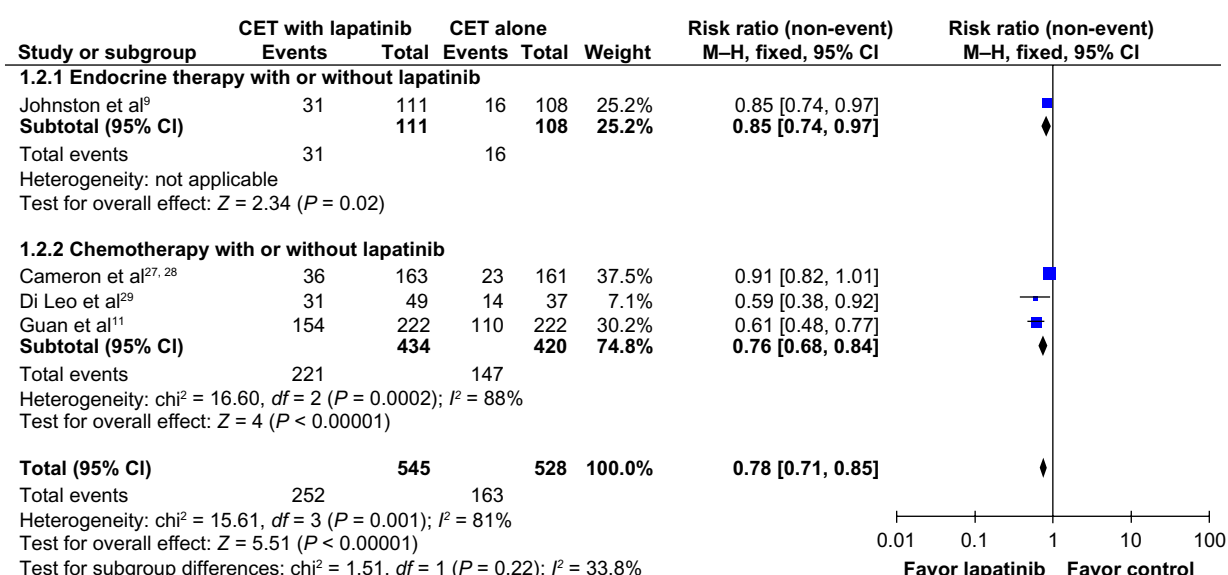 CET with lapatinib CET alone Risk ratio (non-event) Risk ratio (non-event)
Study or subgroup Events Total Events Total Weight M–H, fixed, 95% CI M–H, fixed, 95% CI
1.2.1 Endocrine therapy with or without lapatinib
Johnston et al⁹ 31 111 16 108 25.2% 0.85 [0.74, 0.97]
Subtotal (95% CI) 111 108 25.2% 0.85 [0.74, 0.97]
Total events 31 16
Heterogeneity: not applicable
Test for overall effect: Z = 2.34 (P = 0.02)
1.2.2 Chemotherapy with or without lapatinib
Cameron et al²⁷, ²⁸ 36 163 23 161 37.5% 0.91 [0.82, 1.01]
Di Leo et al²⁹ 31 49 14 37 7.1% 0.59 [0.38, 0.92]
Guan et al¹¹ 154 222 110 222 30.2% 0.61 [0.48, 0.77]
Subtotal (95% CI) 434 420 74.8% 0.76 [0.68, 0.84]
Total events 221 147
Heterogeneity: chi² = 16.60, df = 2 (P = 0.0002); I² = 88%
Test for overall effect: Z = 4 (P < 0.00001)
Total (95% CI) 545 528 100.0% 0.78 [0.71, 0.85]
Total events 252 163
Heterogeneity: chi² = 15.61, df = 3 (P = 0.001); I² = 81%
Test for overall effect: Z = 5.51 (P < 0.00001)
0.01 0.1 1 10 100
Test for subgroup differences: chi² = 1.51, df = 1 (P = 0.22); I² = 33.8%
Favor lapatinib Favor control